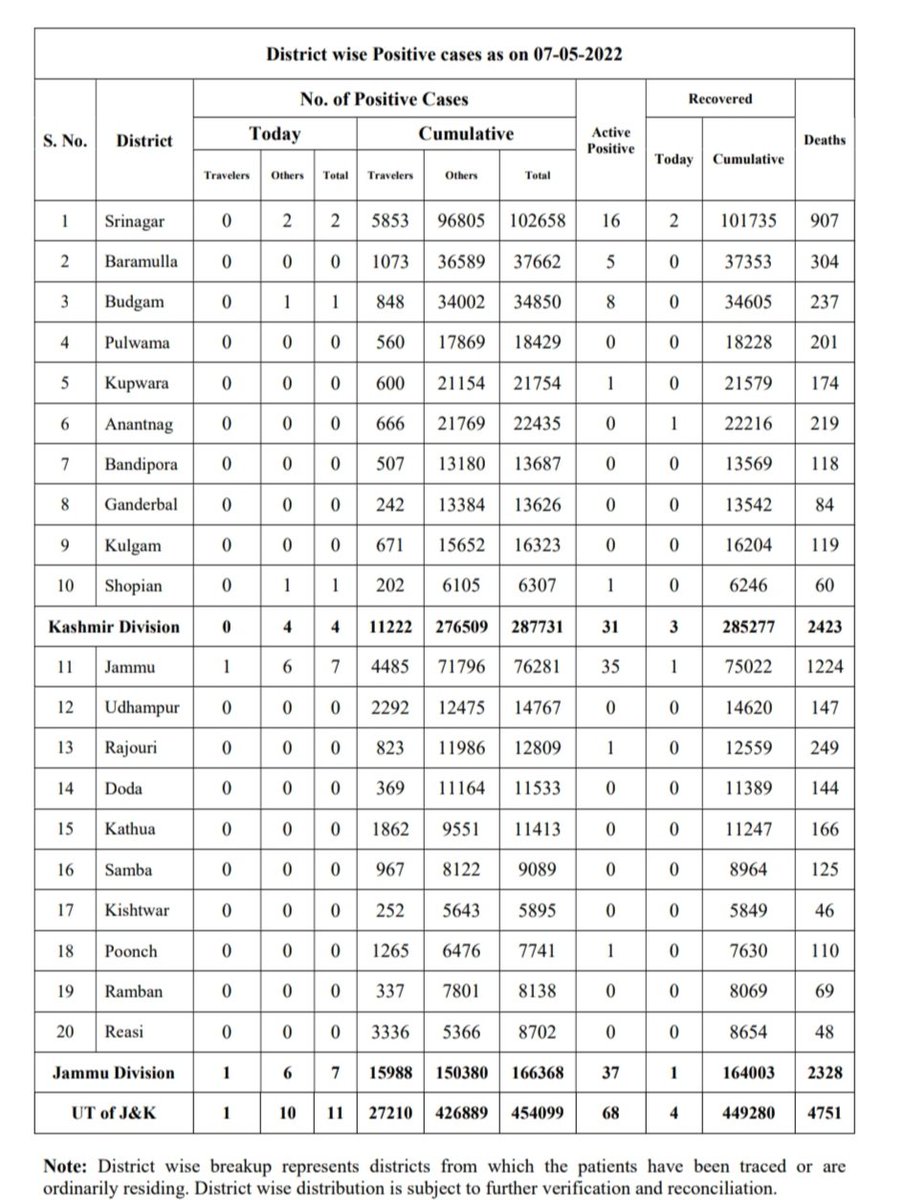 District wise Positive cases as on 07-05-2022
S. No. District No. of Positive Cases Active Positive Recovered Deaths
Today Cumulative Today Cumulative
Travelers Others Total Travelers Others Total
1 Srinagar 0 2 2 5853 96805 102658 16 2 101735 907
2 Baramulla 0 0 0 1073 36589 37662 5 0 37353 304
3 Budgam 0 1 1 848 34002 34850 8 0 34605 237
4 Pulwama 0 0 0 560 17869 18429 0 0 18228 201
5 Kupwara 0 0 0 600 21154 21754 1 0 21579 174
6 Anantnag 0 0 0 666 21769 22435 0 1 22216 219
7 Bandipora 0 0 0 507 13180 13687 0 0 13569 118
8 Ganderbal 0 0 0 242 13384 13626 0 0 13542 84
9 Kulgam 0 0 0 671 15652 16323 0 0 16204 119
10 Shopian 0 1 1 202 6105 6307 1 0 6246 60
Kashmir Division 0 4 4 11222 276509 287731 31 3 285277 2423
11 Jammu 1 6 7 4485 71796 76281 35 1 75022 1224
12 Udhampur 0 0 0 2292 12475 14767 0 0 14620 147
13 Rajouri 0 0 0 823 11986 12809 1 0 12559 249
14 Doda 0 0 0 369 11164 11533 0 0 11389 144
15 Kathua 0 0 0 1862 9551 11413 0 0 11247 166
16 Samba 0 0 0 967 8122 9089 0 0 8964 125
17 Kishtwar 0 0 0 252 5643 5895 0 0 5849 46
18 Poonch 0 0 0 1265 6476 7741 1 0 7630 110
19 Ramban 0 0 0 337 7801 8138 0 0 8069 69
20 Reasi 0 0 0 3336 5366 8702 0 0 8654 48
Jammu Division 1 6 7 15988 150380 166368 37 1 164003 2328
UT of J&K 1 10 11 27210 426889 454099 68 4 449280 4751
Note: District wise breakup represents districts from which the patients have been traced or are
ordinarily residing. District wise distribution is subject to further verification and reconciliation.